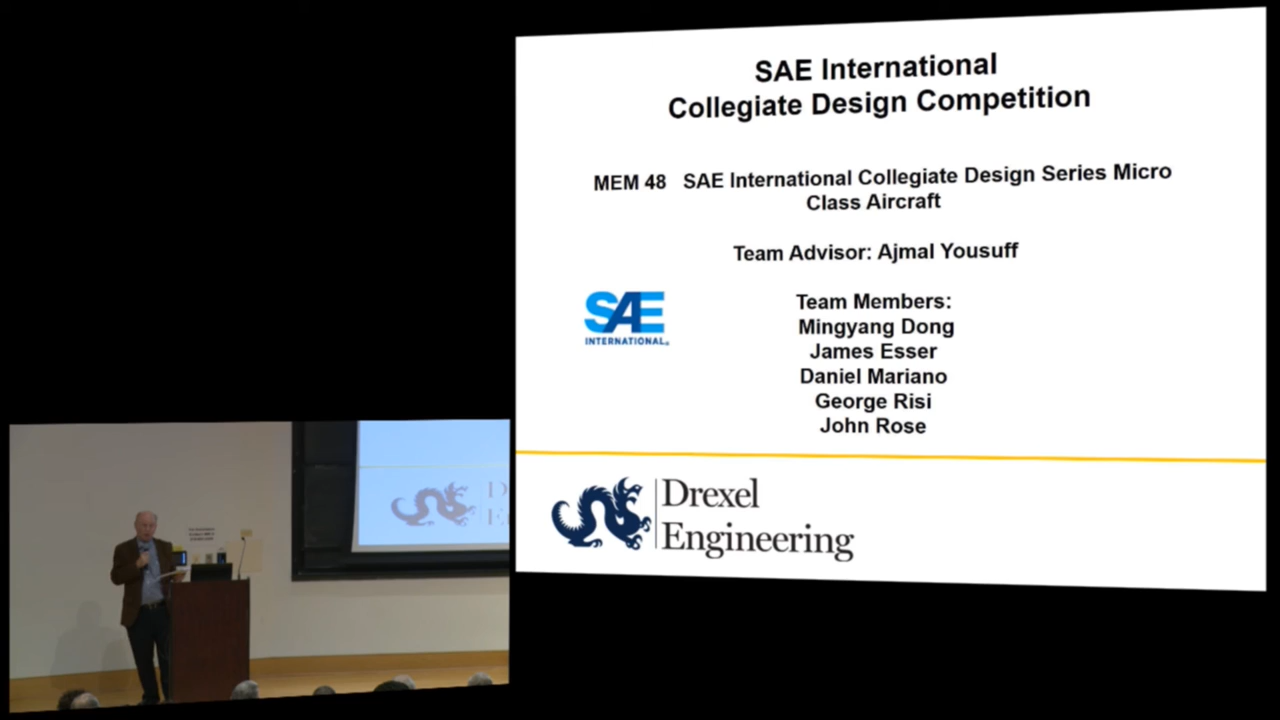 SAE International
Collegiate Design Competition
MEM 48 SAE International Collegiate Design Series Micro
Class Aircraft
Team Advisor: Ajmal Yousuff
SAE
INTERNATIONAL®
Team Members:
Mingyang Dong
James Esser
Daniel Mariano
George Risi
John Rose
Drexel
Engineering
D
E